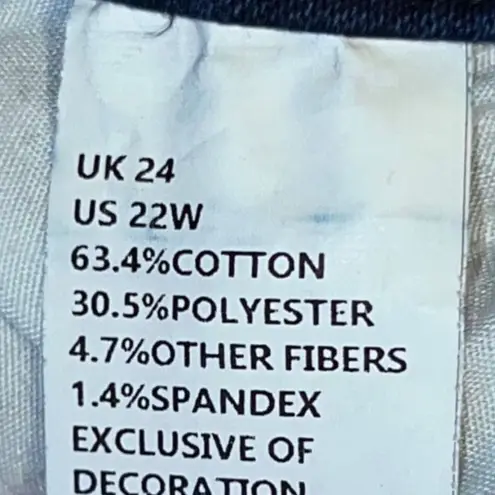 UK 24
US 22W
63.4%COTTON
30.5%POLYESTER
4.7%OTHER FIBERS
1.4%SPANDEX
EXCLUSIVE OF
DECORATION